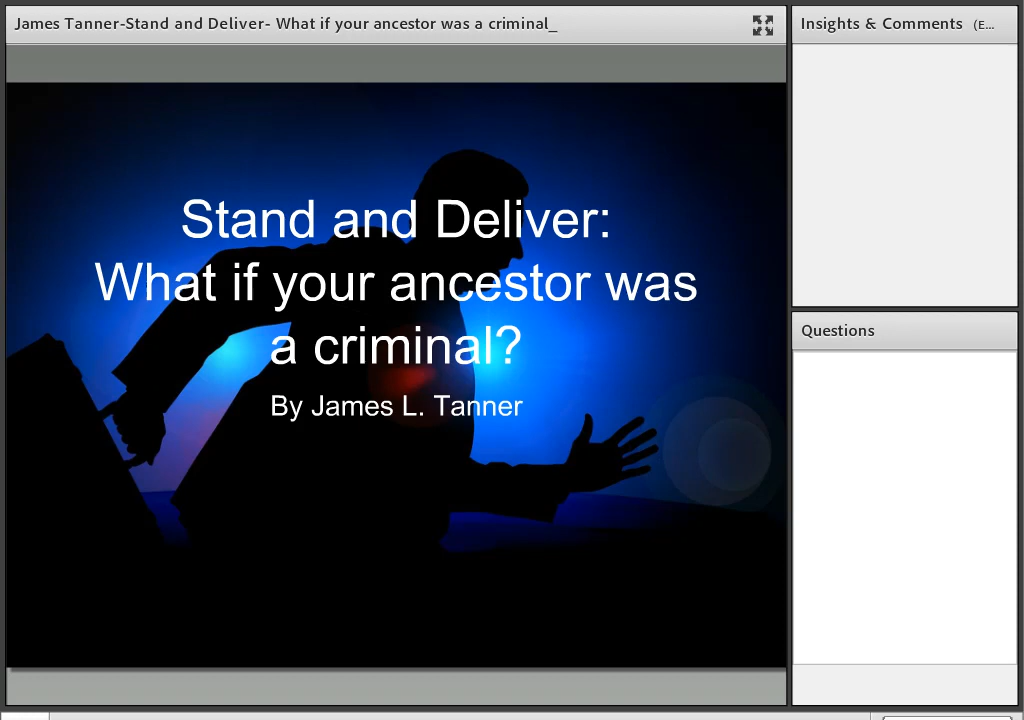 James Tanner-Stand and Deliver- What if your ancestor was a criminal_
Insights & Comments (E...
Stand and Deliver:
What if your ancestor was
a criminal?
By James L. Tanner
Questions